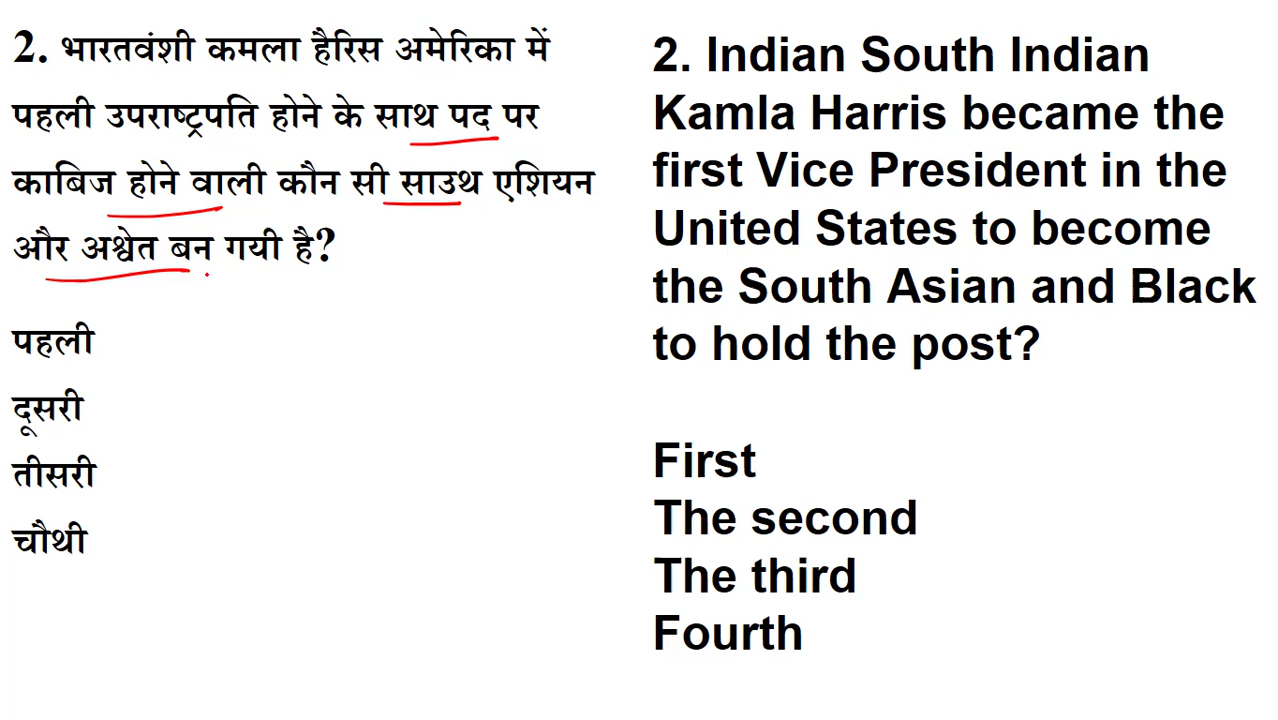 2. भारतवंशी कमला हैरिस अमेरिका में
पहली उपराष्ट्रपति होने के साथ पद पर
काबिज होने वाली कौन सी साउथ एशियन
और अश्वेत बन गयी है?
पहली
दूसरी
तीसरी
चौथी
2. Indian South Indian
Kamla Harris became the
first Vice President in the
United States to become
the South Asian and Black
to hold the post?
First
The second
The third
Fourth